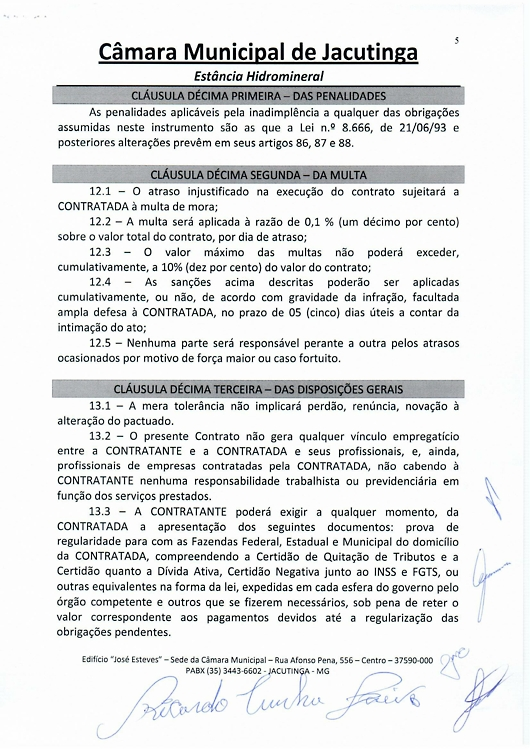 5
Câmara Municipal de Jacutinga
Estância Hidromineral
CLÁUSULA DÉCIMA PRIMEIRA – DAS PENALIDADES
As penalidades aplicáveis pela inadimplência a qualquer das obrigações
assumidas neste instrumento são as que a Lei n.º 8.666, de 21/06/93 e
posteriores alterações prevêm em seus artigos 86, 87 e 88.
CLÁUSULA DÉCIMA SEGUNDA – DA MULTA
12.1 – O atraso injustificado na execução do contrato sujeitará a
CONTRATADA à multa de mora;
12.2 – A multa será aplicada à razão de 0,1 % (um décimo por cento)
sobre o valor total do contrato, por dia de atraso;
12.3 – O valor máximo das multas não poderá exceder,
cumulativamente, a 10% (dez por cento) do valor do contrato;
12.4 – As sanções acima descritas poderão ser aplicadas
cumulativamente, ou não, de acordo com gravidade da infração, facultada
ampla defesa à CONTRATADA, no prazo de 05 (cinco) dias úteis a contar da
intimação do ato;
12.5 – Nenhuma parte será responsável perante a outra pelos atrasos
ocasionados por motivo de força maior ou caso fortuito.
CLÁUSULA DÉCIMA TERCEIRA – DAS DISPOSIÇÕES GERAIS
13.1 – A mera tolerância não implicará perdão, renúncia, novação à
alteração do pactuado.
13.2 – O presente Contrato não gera qualquer vínculo empregatício
entre a CONTRATANTE e a CONTRATADA e seus profissionais, e, ainda,
profissionais de empresas contratadas pela CONTRATADA, não cabendo à
CONTRATANTE nenhuma responsabilidade trabalhista ou previdenciária em
função dos serviços prestados.
13.3 – A CONTRATANTE poderá exigir a qualquer momento, da
CONTRATADA a apresentação dos seguintes documentos: prova de
regularidade para com as Fazendas Federal, Estadual e Municipal do domicílio
da CONTRATADA, compreendendo a Certidão de Quitação de Tributos e a
Certidão quanto a Dívida Ativa, Certidão Negativa junto ao INSS e FGTS, ou
outras equivalentes na forma da lei, expedidas em cada esfera do governo pelo
órgão competente e outros que se fizerem necessários, sob pena de reter o
valor correspondente aos pagamentos devidos até a regularização das
obrigações pendentes.
Edifício "José Esteves" – Sede da Câmara Municipal – Rua Afonso Pena, 556 – Centro – 37590-000
PABX (35) 3443-6602 - JACUTINGA - MG
Ricardo Cunha